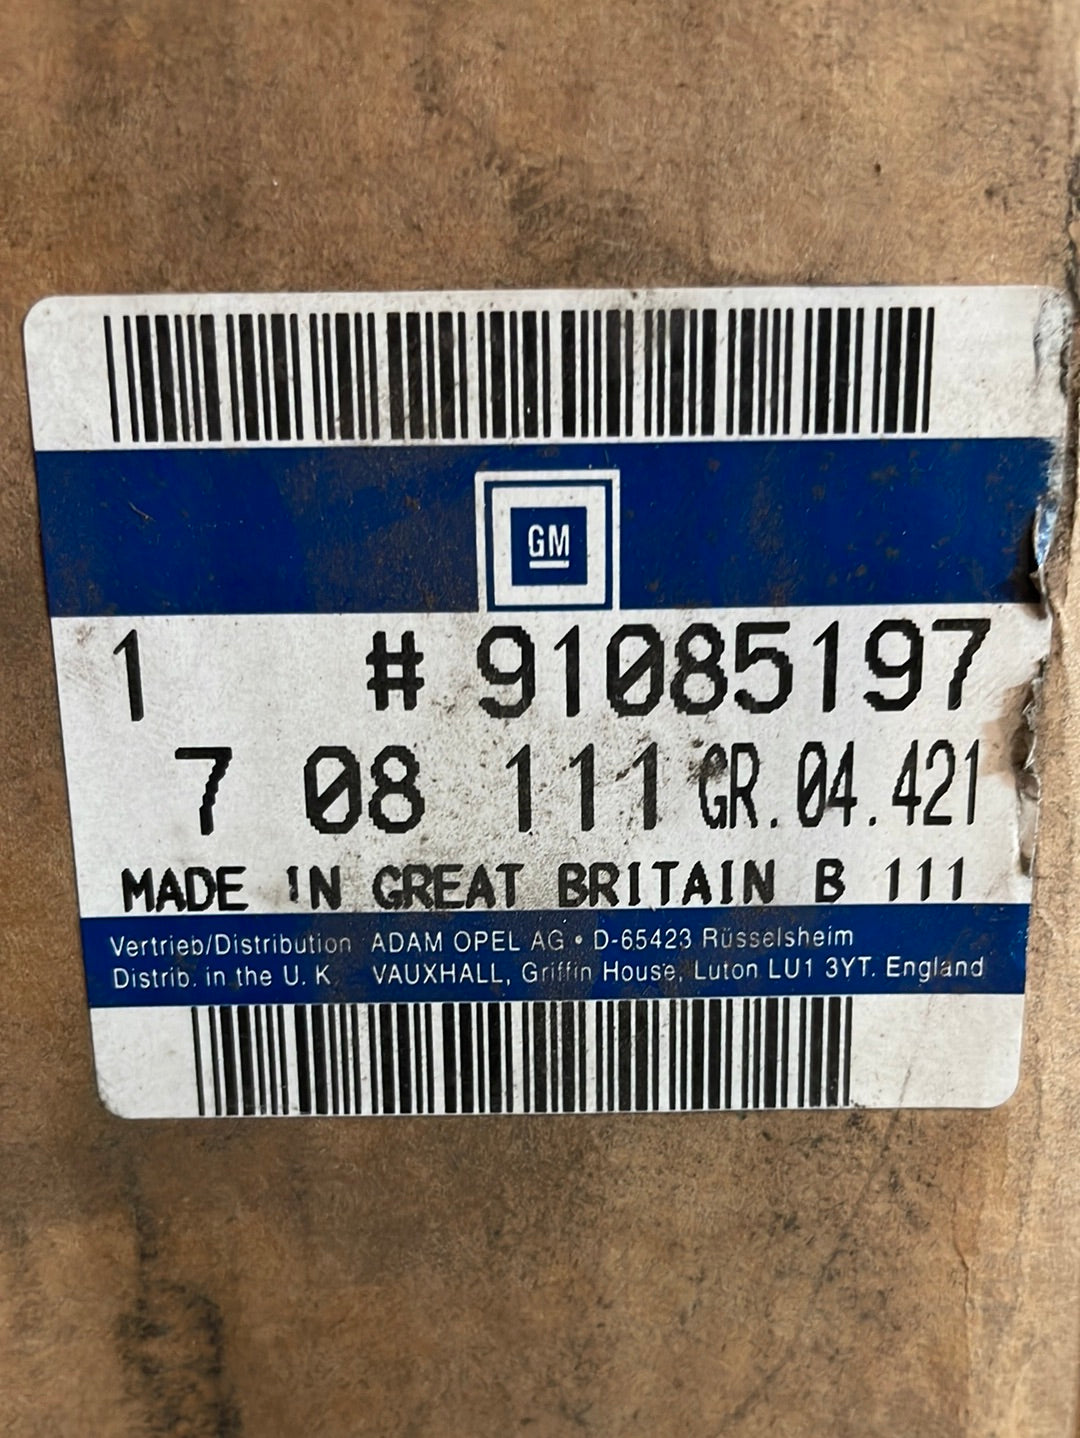 GM
1 # 91085197
7 08 111 GR. 04.421
MADE IN GREAT BRITAIN B 111
Vertrieb/Distribution ADAM OPEL AG • D-65423 Rüsselsheim
Distrib. in the U. K. VAUXHALL, Griffin House, Luton LU1 3YT. England